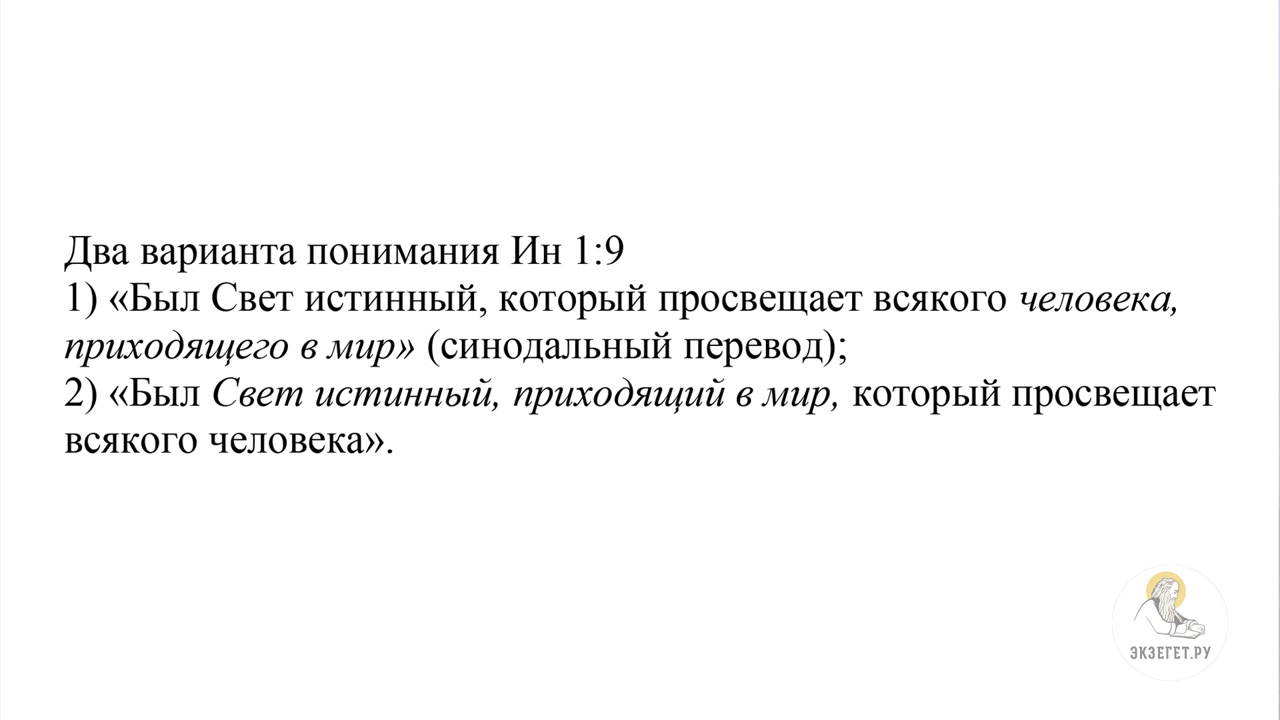 Два варианта понимания Ин 1:9
1) «Был Свет истинный, который просвещает всякого человека,
приходящего в мир» (синодальный перевод);
2) «Был Свет истинный, приходящий в мир, который просвещает
всякого человека».
ЭКЗЕГЕТ.РУ